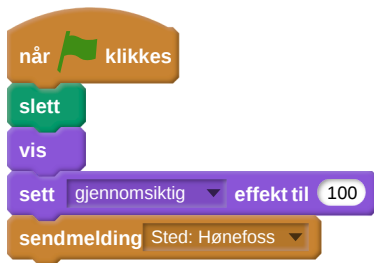 når klikkes
slett
vis
sett gjennomsiktig effekt til 100
sendmelding Sted: Hønefoss